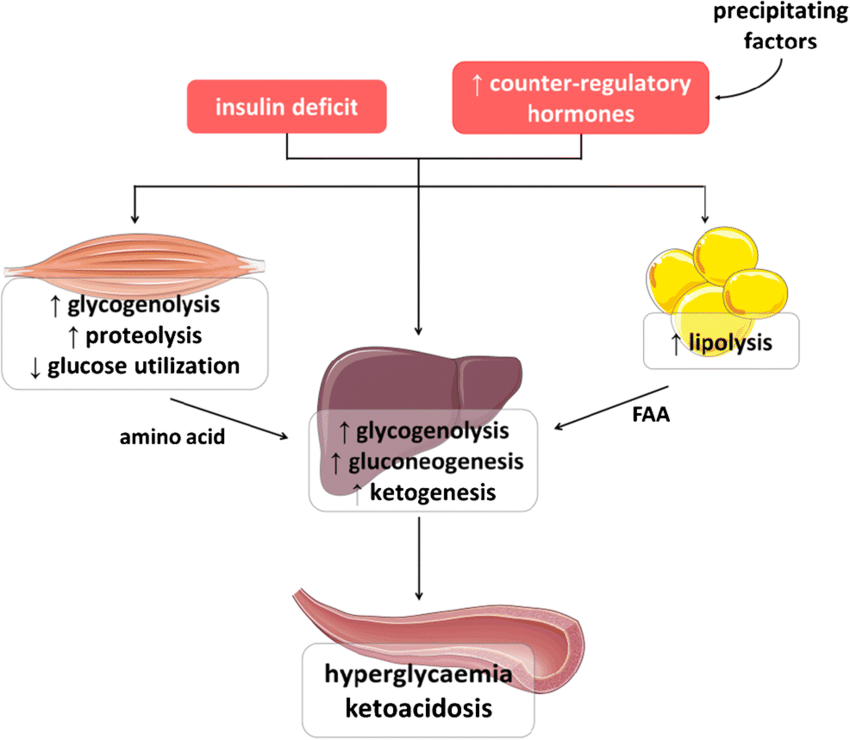 precipitating
factors
insulin deficit
↑ counter-regulatory
hormones
↑ glycogenolysis
↑ proteolysis
↓ glucose utilization
↑ lipolysis
amino acid
FAA
↑ glycogenolysis
↑ gluconeogenesis
↑ ketogenesis
hyperglycaemia
ketoacidosis